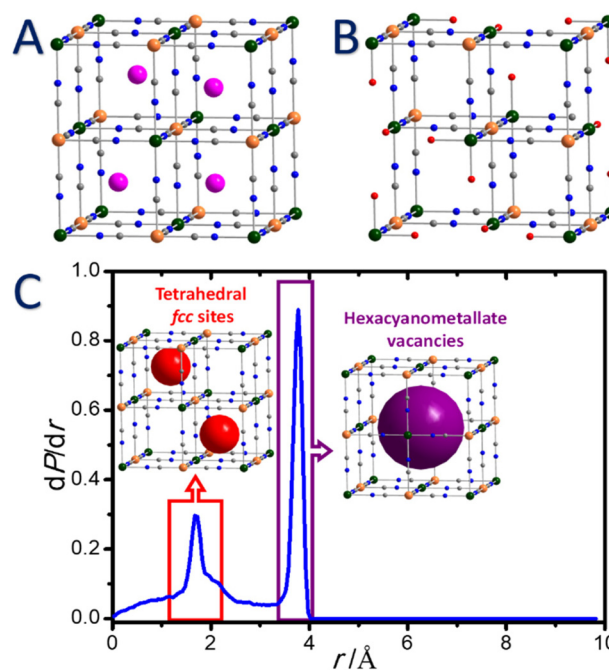 A
B
C
1.0
0.8
0.6
0.4
0.2
0.0
dP/dr
Tetrahedral
fcc sites
Hexacyanometallate
vacancies
0
2
4
6
8
10
r /Å